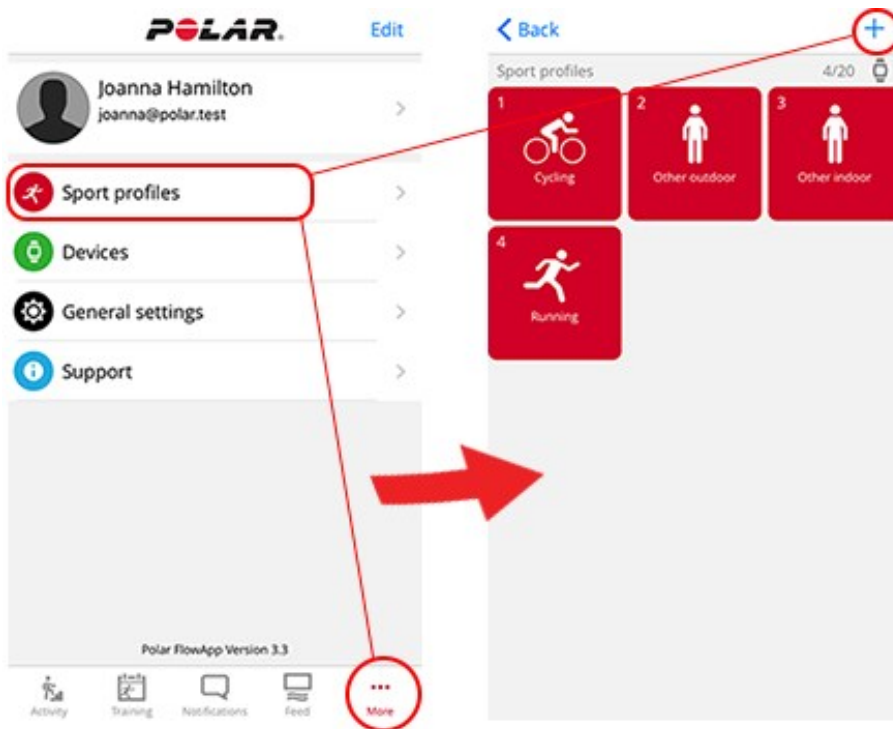 POLAR.
Edit
Joanna Hamilton
joanna@polar.test
Sport profiles
Devices
General settings
Support
Polar FlowApp Version 3.3
Activity
Training
Notifications
Feed
More
Back
+
Sport profiles
4/20
1
Cycling
2
Other outdoor
3
Other indoor
4
Running